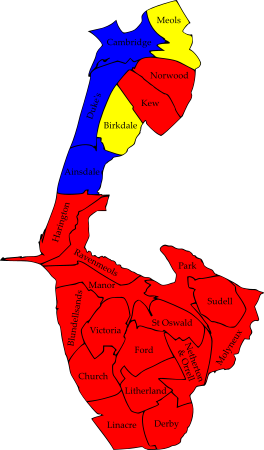 Meols
Cambridge
Norwood
Kew
Dukes
Birkdale
Ainsdale
Harington
Ravenmeols
Park
Manor
Sudell
Blundellsands
Victoria
St Oswald
Molyneux
Ford
Netherton
& Orrell
Church
Litherland
Linacre
Derby